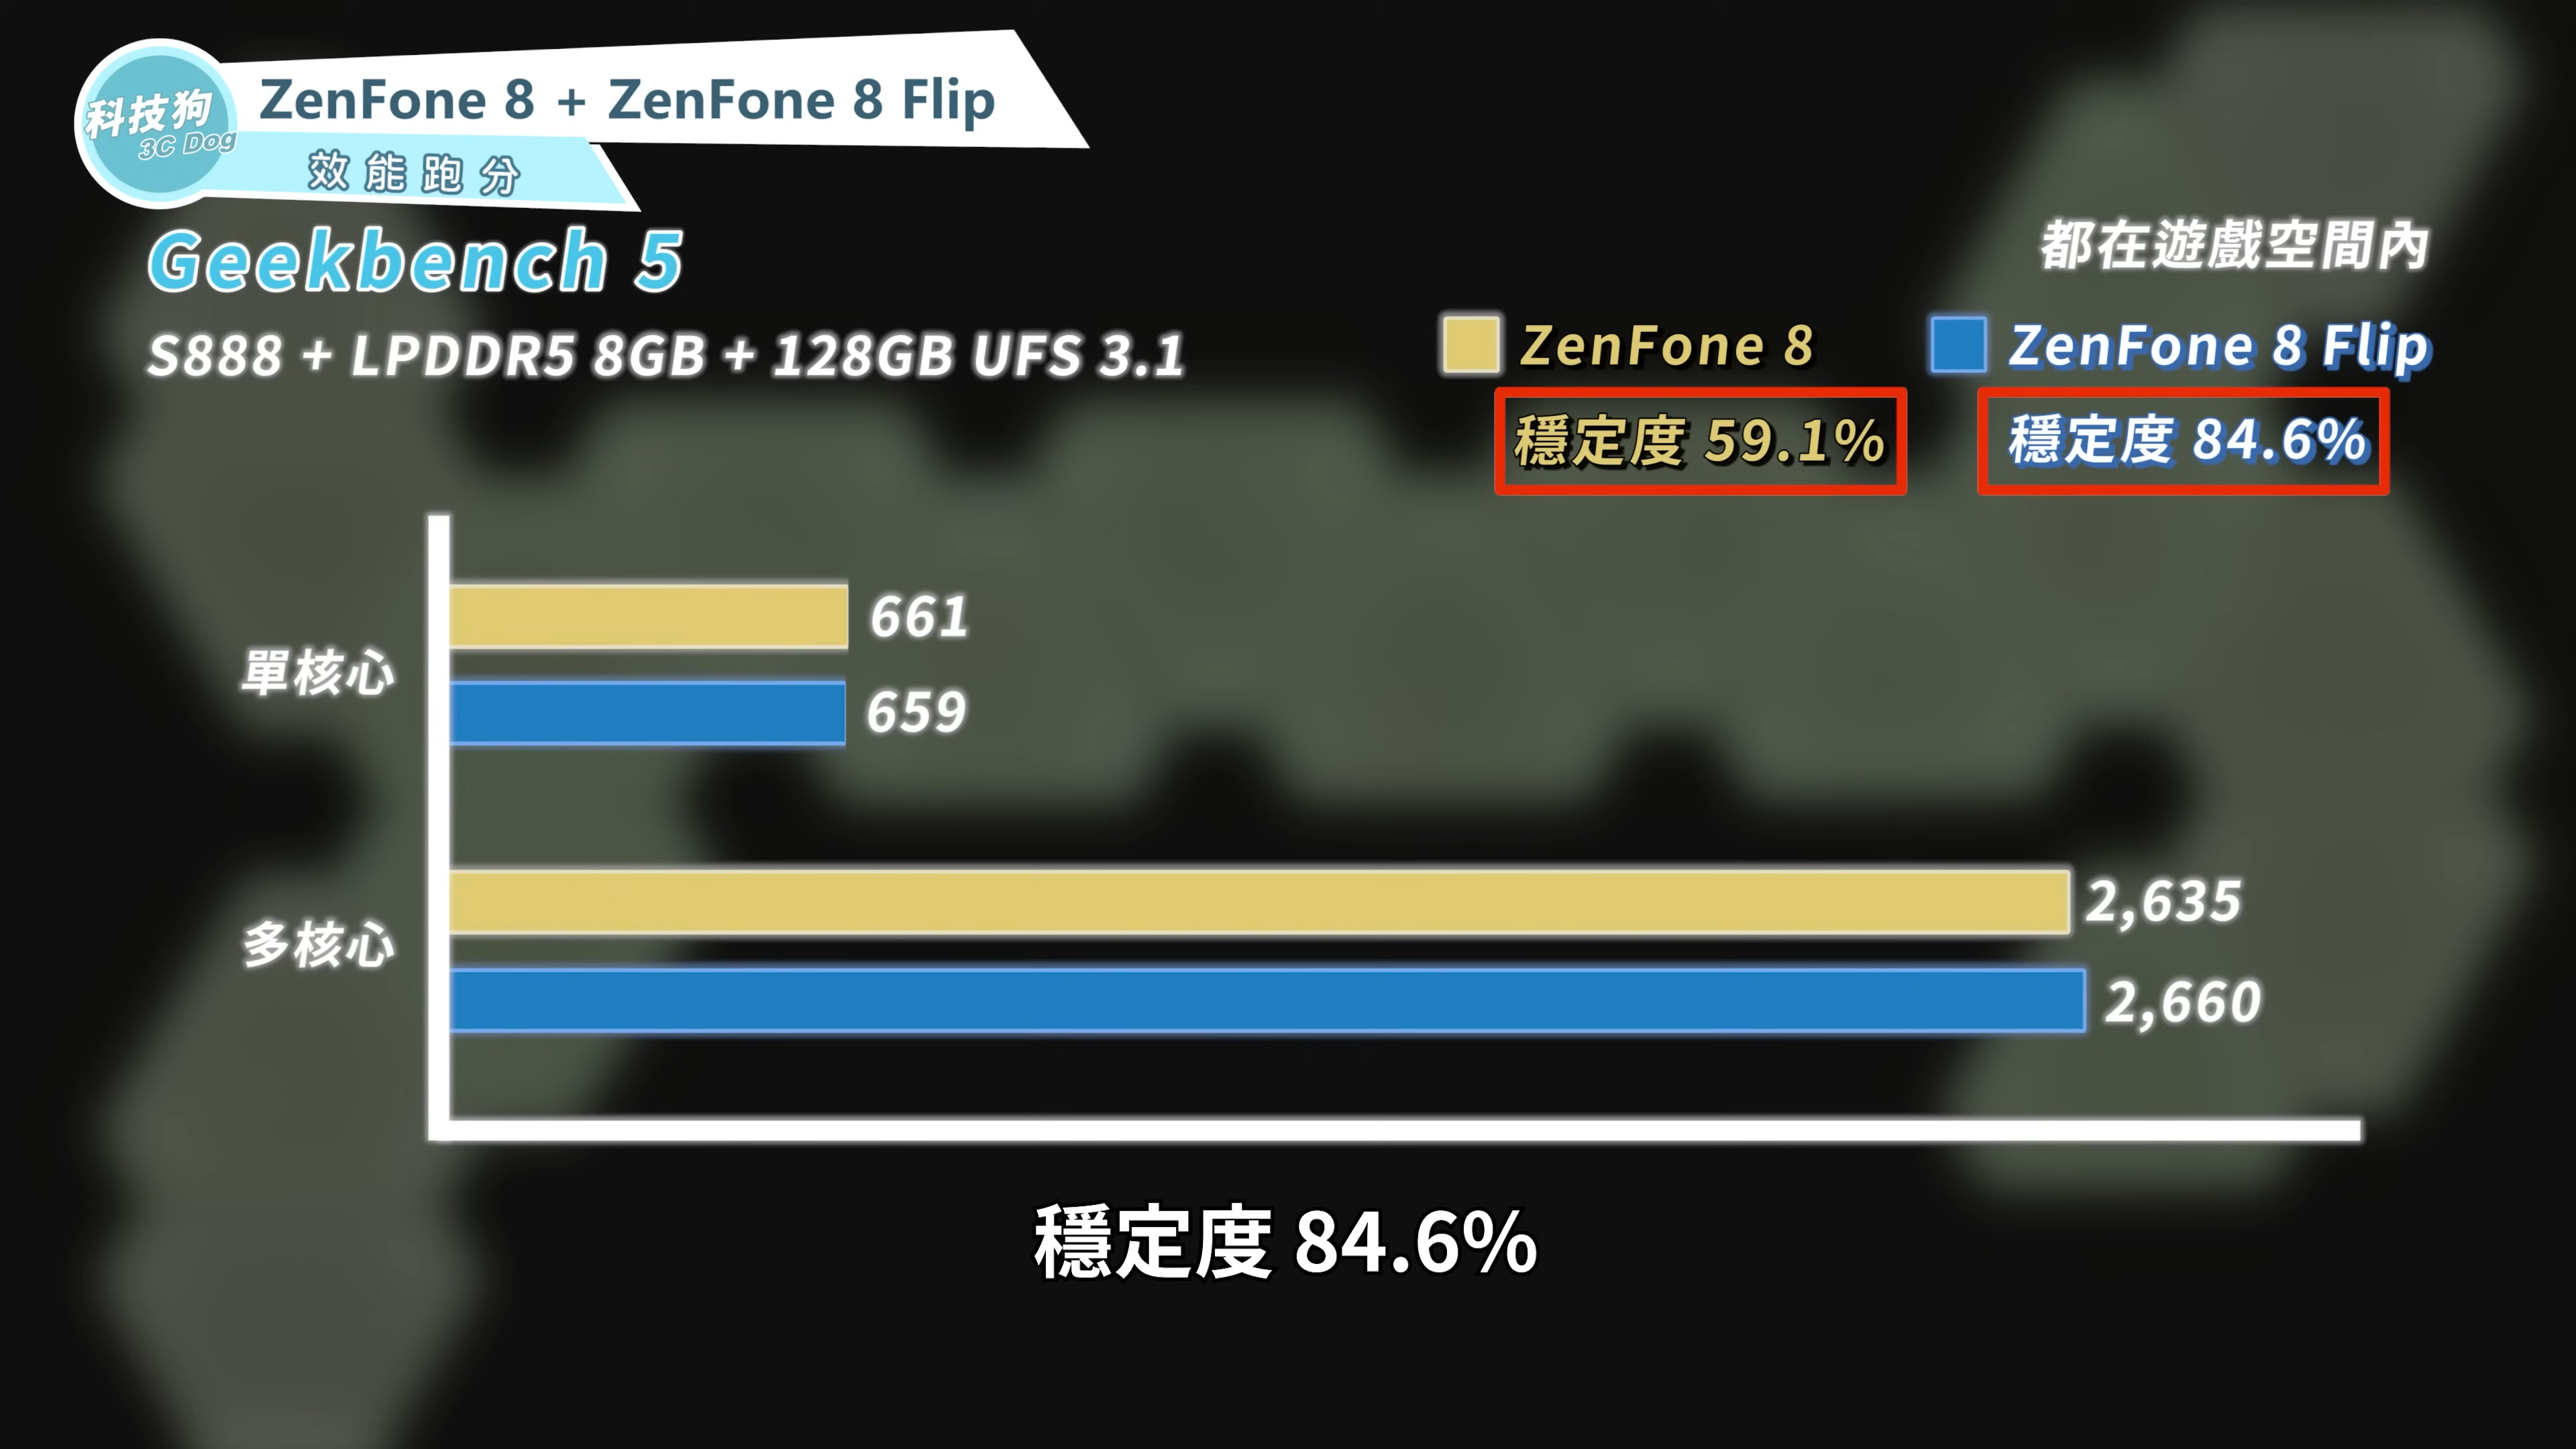 科技狗
3C Dog
ZenFone 8 + ZenFone 8 Flip
效能跑分
Geekbench 5
S888 + LPDDR5 8GB + 128GB UFS 3.1
都在遊戲空間內
ZenFone 8
ZenFone 8 Flip
穩定度 59.1%
穩定度 84.6%
單核心
661
659
多核心
2,635
2,660
穩定度 84.6%